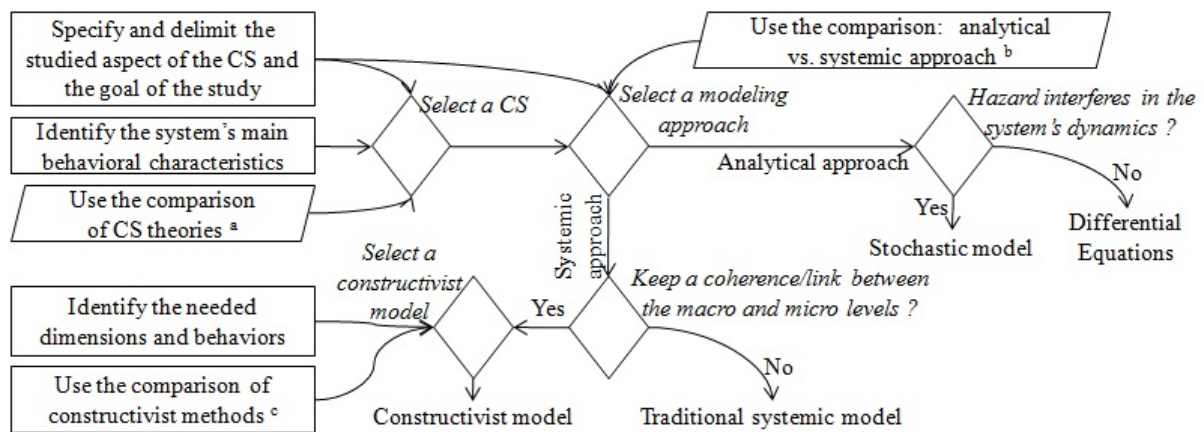 Specify and delimit the
studied aspect of the CS and
the goal of the study
Use the comparison: analytical
vs. systemic approach b
Select a CS
Select a modeling
approach
Hazard interferes in the
system's dynamics ?
Identify the system's main
behavioral characteristics
Analytical approach
No
Yes
Use the comparison
of CS theories a
Systemic
approach
Stochastic model
Differential
Equations
Select a
constructivist
model
Keep a coherence/link between
the macro and micro levels ?
Yes
Identify the needed
dimensions and behaviors
No
Use the comparison of
constructivist methods c
Constructivist model
Traditional systemic model